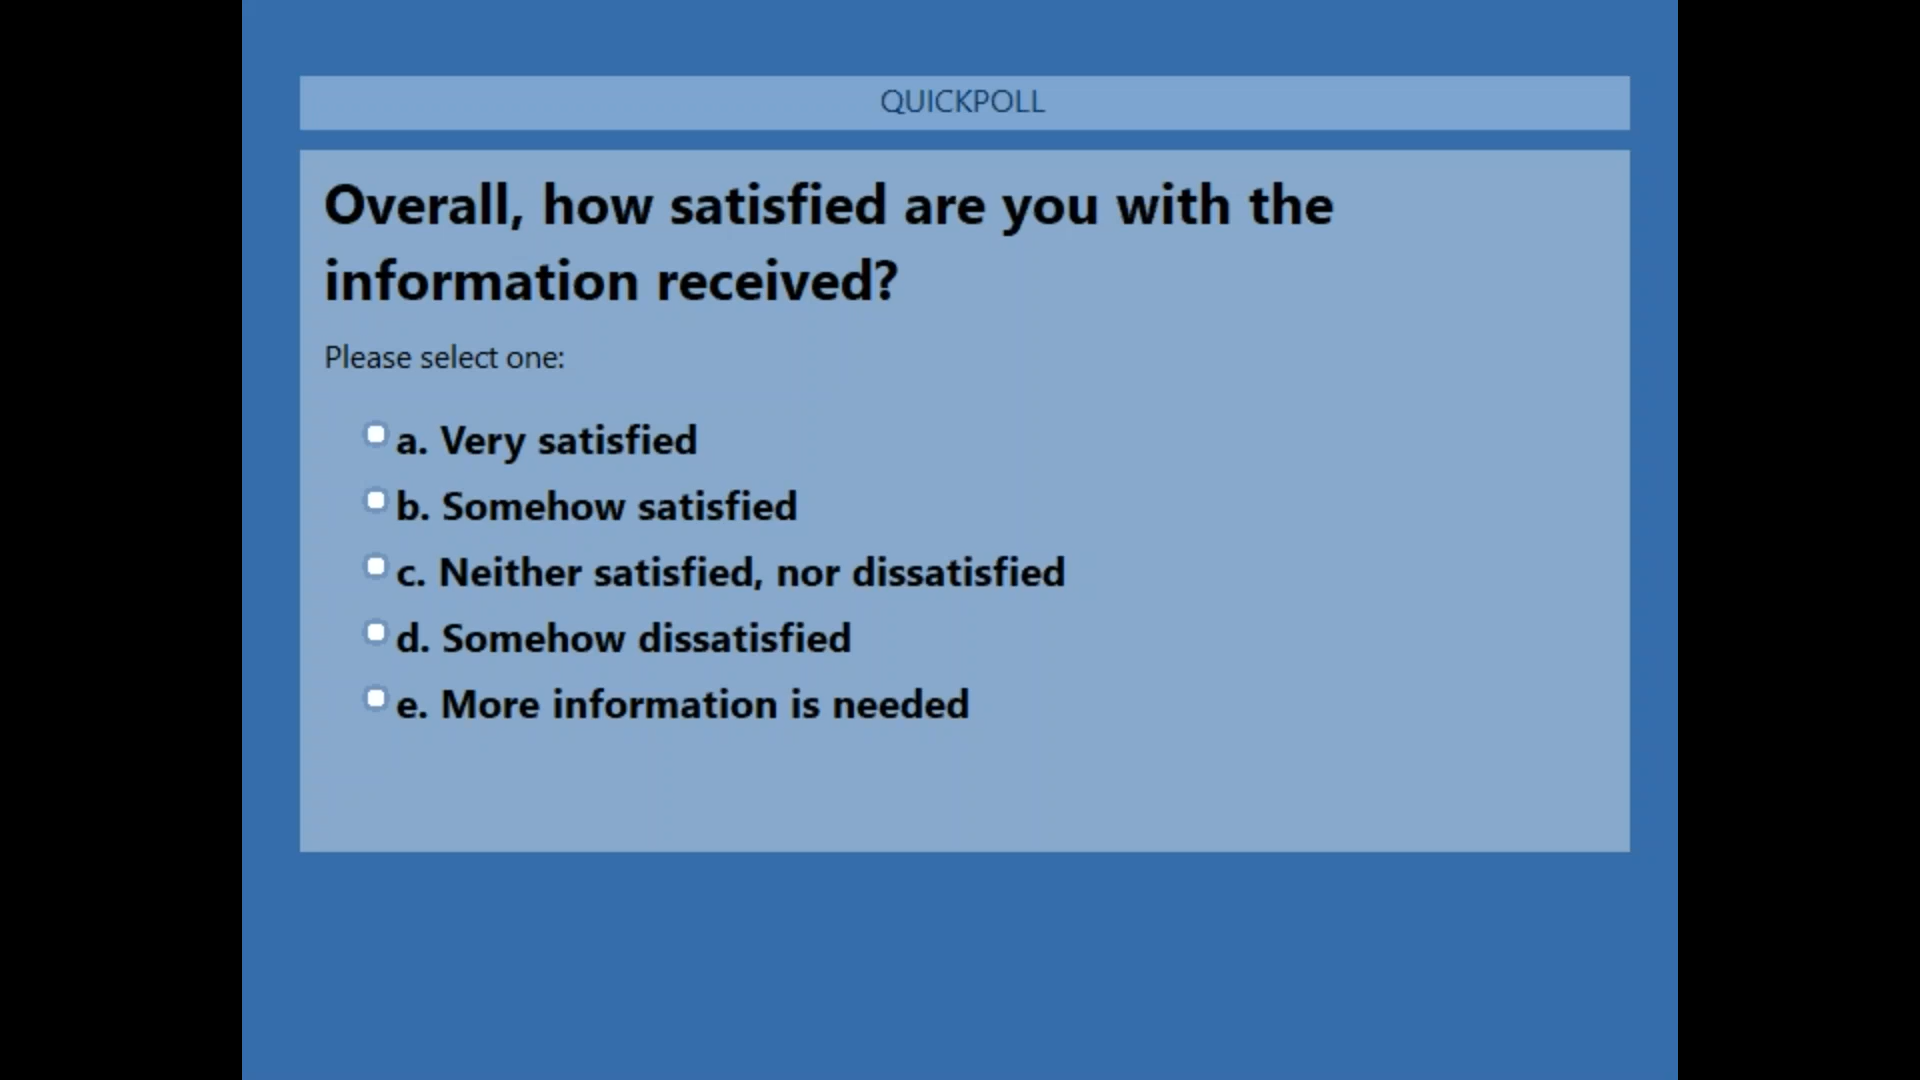 QUICKPOLL
Overall, how satisfied are you with the
information received?
Please select one:
a. Very satisfied
b. Somehow satisfied
c. Neither satisfied, nor dissatisfied
d. Somehow dissatisfied
e. More information is needed